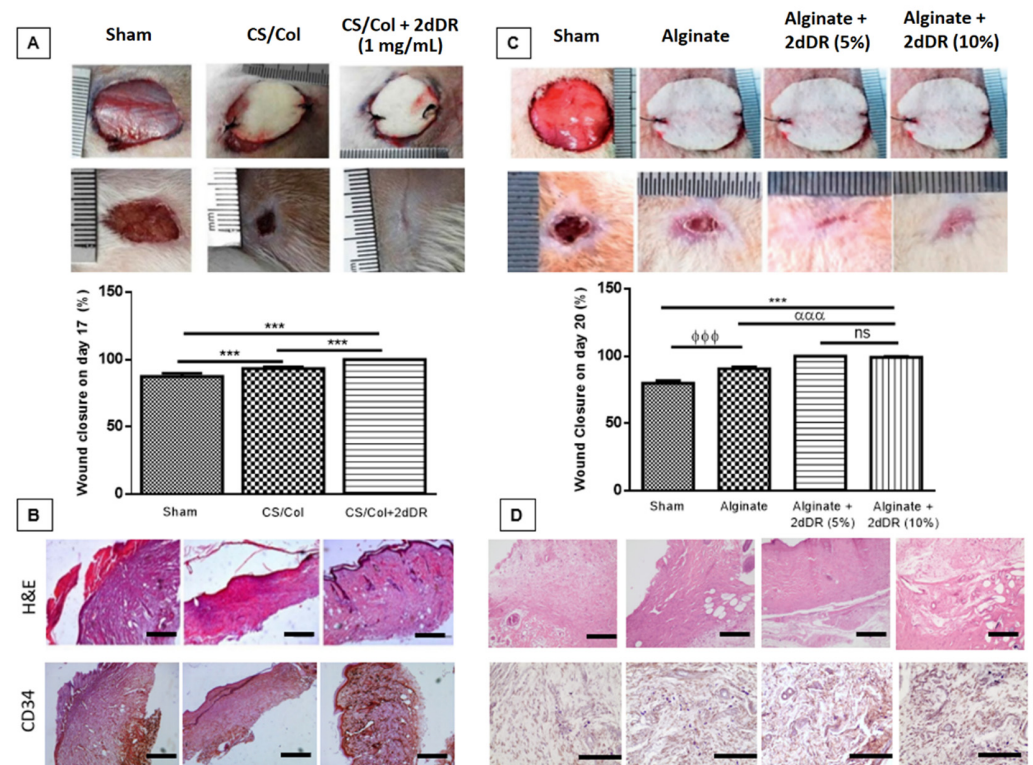 A
Sham
CS/Col
CS/Col + 2dDR
(1 mg/mL)
mm
Wound closure on day 17 (%)
150
100
50
0
***
***
***
Sham
CS/Col
CS/Col+2dDR
B
H&E
CD34
C
Sham
Alginate
Alginate +
2dDR (5%)
Alginate +
2dDR (10%)
Wound Closure on day 20 (%)
150
100
50
0
***
ααα
ϕϕϕ
ns
Sham
Alginate
Alginate +
2dDR (5%)
Alginate +
2dDR (10%)
D